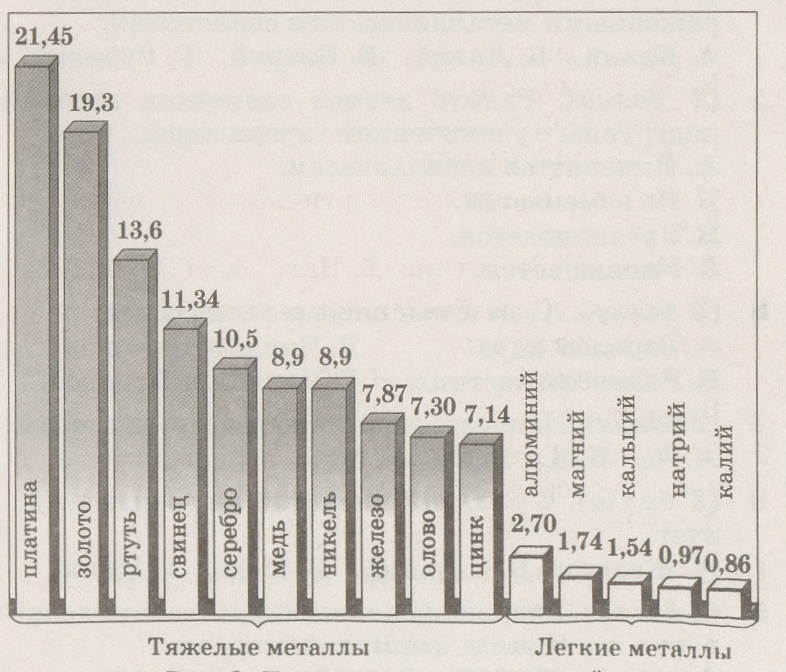 21,45
19,3
13,6
11,34
10,5
8,9
8,9
7,87
7,30
7,14
2,70
1,74
1,54
0,97
0,86
платина
золото
ртуть
свинец
серебро
медь
никель
железо
олово
цинк
алюминий
магний
кальций
натрий
калий
Тяжелые металлы
Легкие металлы